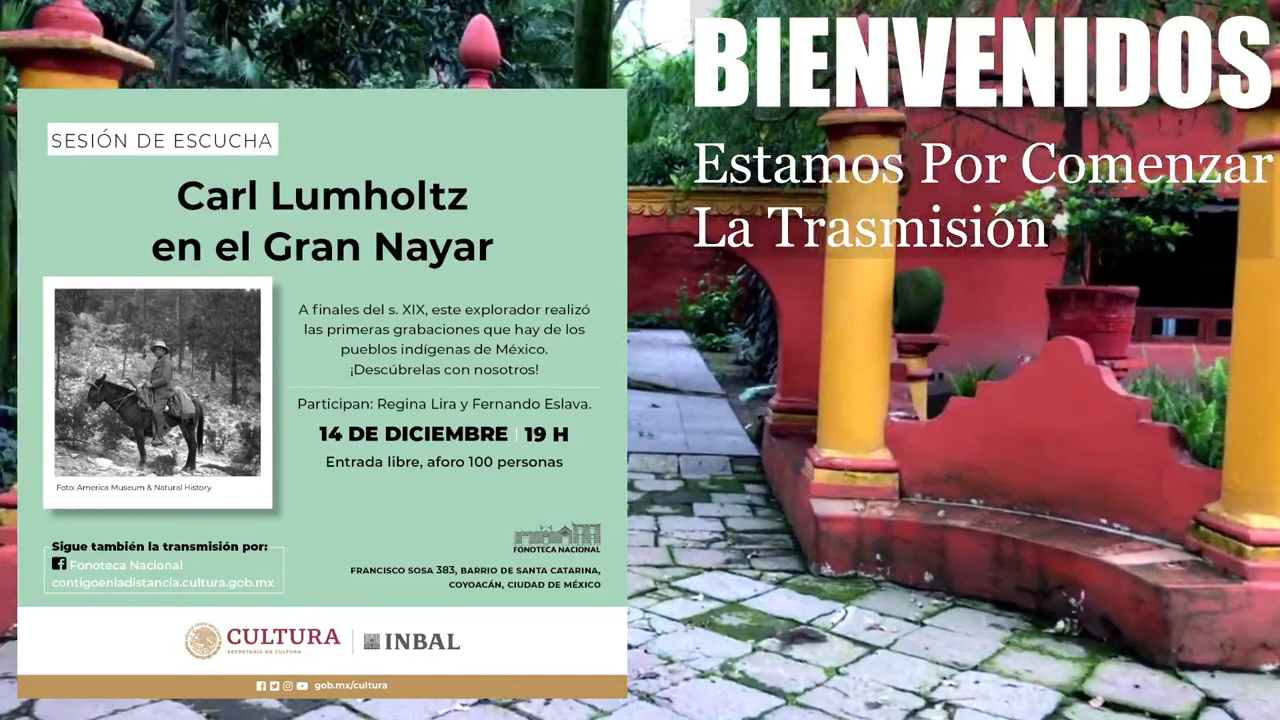 SESIÓN DE ESCUCHA
Carl Lumholtz
en el Gran Nayar
A finales del s. XIX, este explorador realizó
las primeras grabaciones que hay de los
pueblos indígenas de México.
¡Descúbrelas con nosotros!
Participan: Regina Lira y Fernando Eslava.
14 DE DICIEMBRE | 19 H
Entrada libre, aforo 100 personas
Foto: America Museum & Natural History
Sigue también la transmisión por:
Fonoteca Nacional
contigoenladistancia.cultura.gob.mx
FONOTECA NACIONAL
FRANCISCO SOSA 383, BARRIO DE SANTA CATARINA,
COYOACÁN, CIUDAD DE MÉXICO
CULTURA
SECRETARÍA DE CULTURA
INBAL
gob.mx/cultura
BIENVENIDOS
Estamos Por Comenzar
La Trasmisión